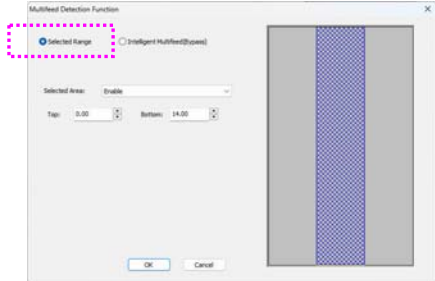 Multifeed Detection Function
Selected Range Intelligent Multifeed(Bypass)
Selected Area: Enable
Top: 0.00 Bottom: 14.00
OK Cancel